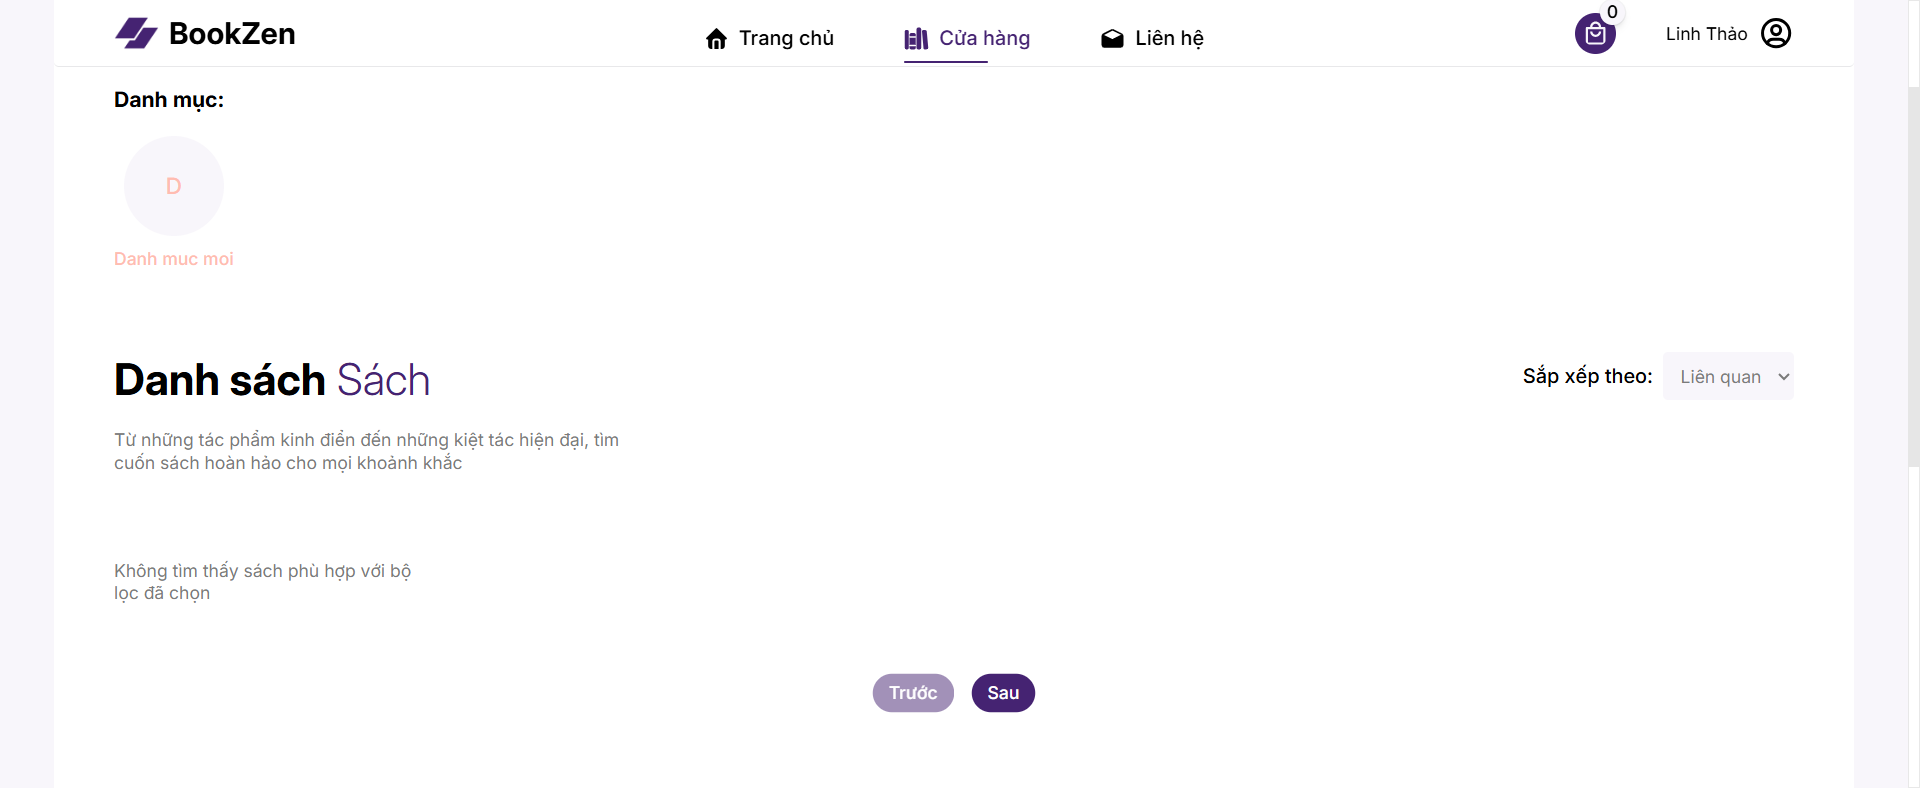 BookZen
Trang chủ
Cửa hàng
Liên hệ
0
Linh Thảo
Danh mục:
D
Danh muc moi
Danh sách Sách
Sắp xếp theo:
Liên quan
Từ những tác phẩm kinh điển đến những kiệt tác hiện đại, tìm
cuốn sách hoàn hảo cho mọi khoảnh khắc
Không tìm thấy sách phù hợp với bộ
lọc đã chọn
Trước
Sau